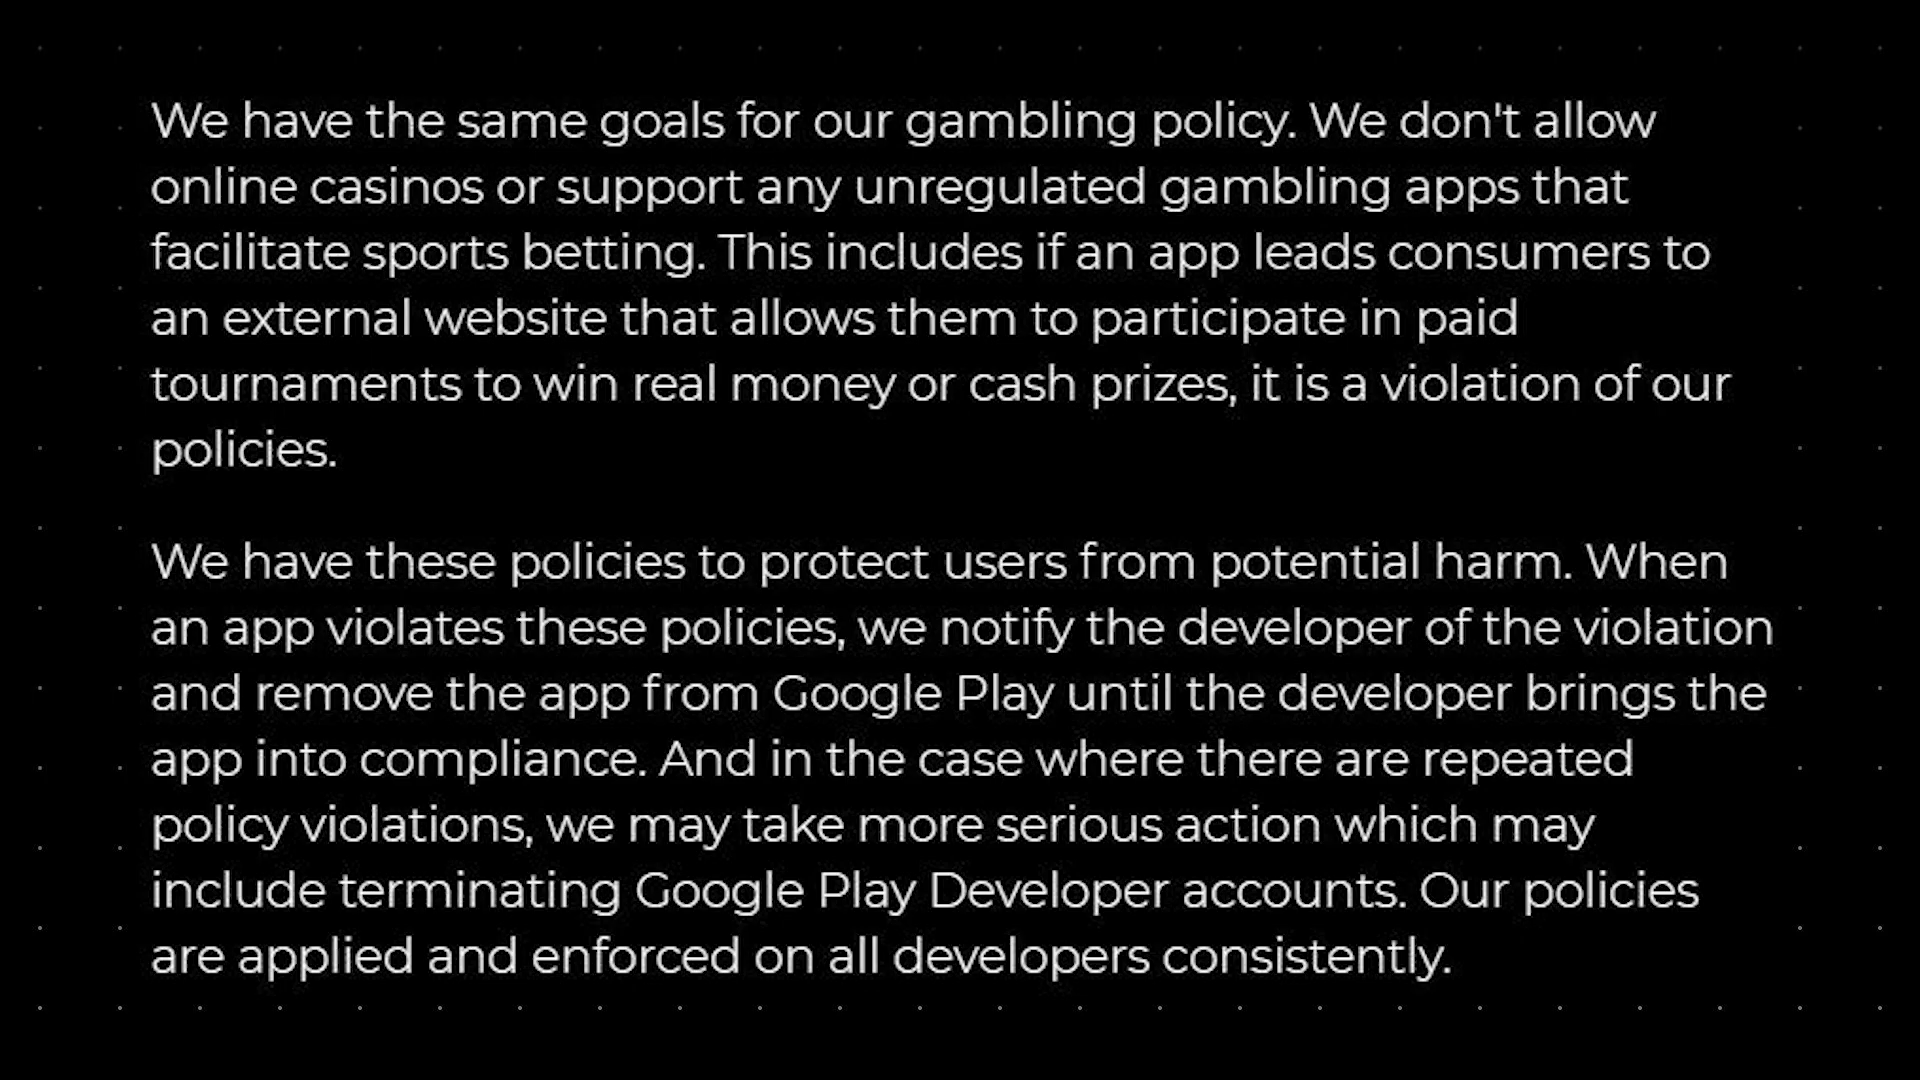 We have the same goals for our gambling policy. We don't allow
online casinos or support any unregulated gambling apps that
facilitate sports betting. This includes if an app leads consumers to
an external website that allows them to participate in paid
tournaments to win real money or cash prizes, it is a violation of our
policies.
We have these policies to protect users from potential harm. When
an app violates these policies, we notify the developer of the violation
and remove the app from Google Play until the developer brings the
app into compliance. And in the case where there are repeated
policy violations, we may take more serious action which may
include terminating Google Play Developer accounts. Our policies
are applied and enforced on all developers consistently.